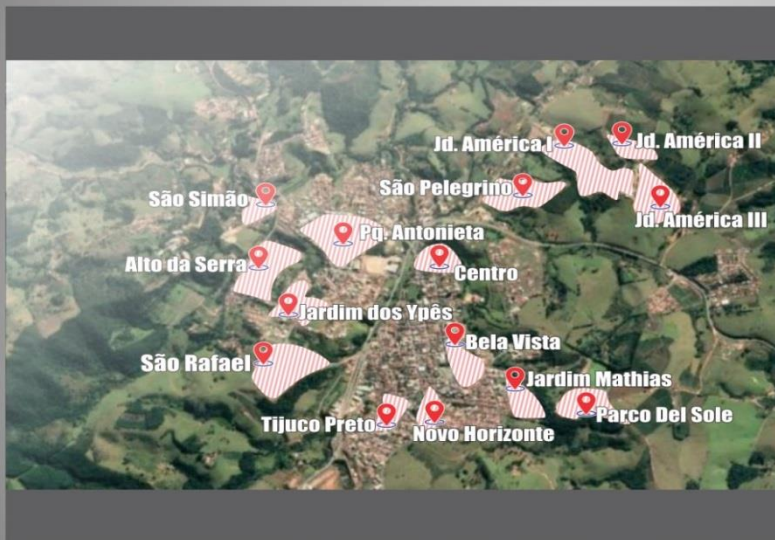 Jd. América I
Jd. América II
São Simão
São Pelegrino
Jd. América III
Pq. Antonieta
Alto da Serra
Centro
Jardim dos Ypês
Bela Vista
São Rafael
Jardim Mathias
Tijuco Preto
Novo Horizonte
Parco Del Sole